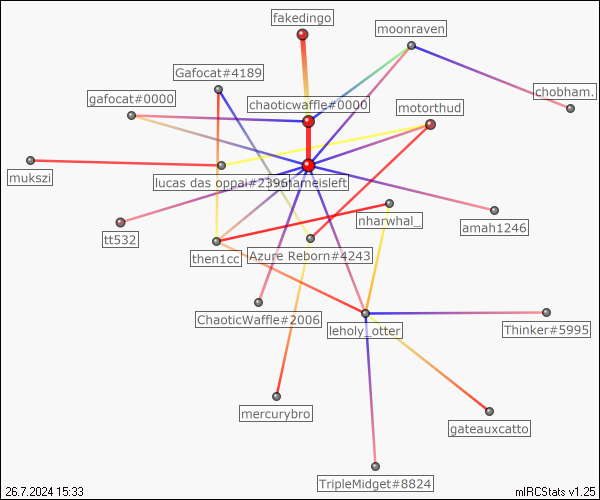 fakedingo
moonraven
Gafocat#4189
chobham.
gafocat#0000
chaoticwaffle#0000
motorthud
mukszi
lucas das oppai#2396
nameisleft
nharwhal_
amah1246
tt532
then1cc
Azure Reborn#4243
ChaoticWaffle#2006
leholy_otter
Thinker#5995
mercurybro
gateauxcatto
TripleMidget#8824
26.7.2024 15:33
mIRCStats v1.25